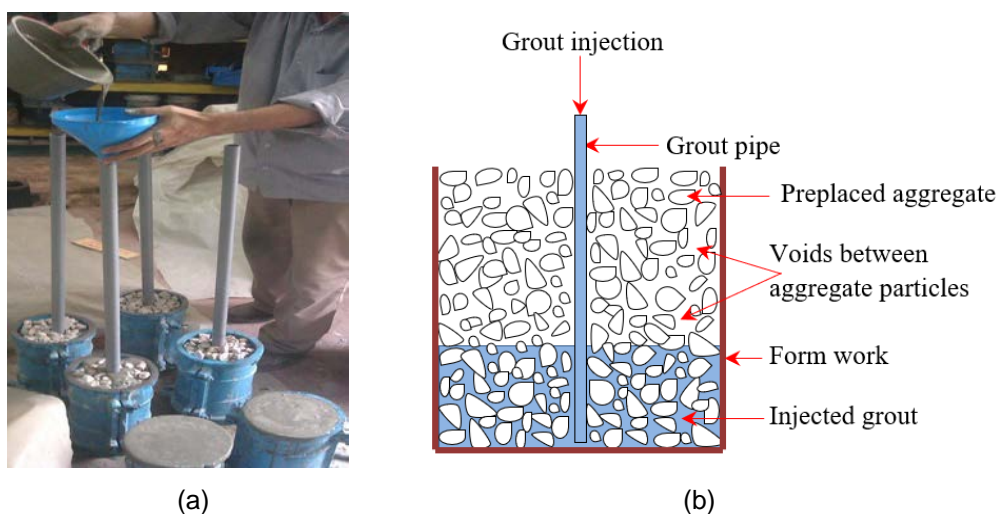 Grout injection
Grout pipe
Preplaced aggregate
Voids between
aggregate particles
Form work
Injected grout
(a)
(b)